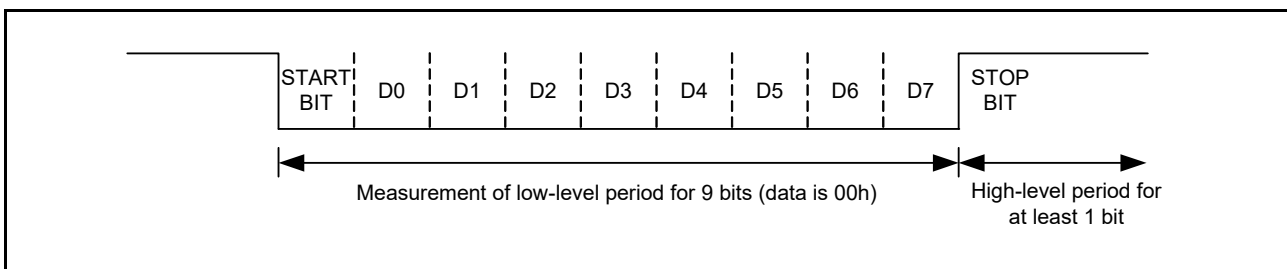 START
BIT
D0
D1
D2
D3
D4
D5
D6
D7
STOP
BIT
Measurement of low-level period for 9 bits (data is 00h)
High-level period for
at least 1 bit